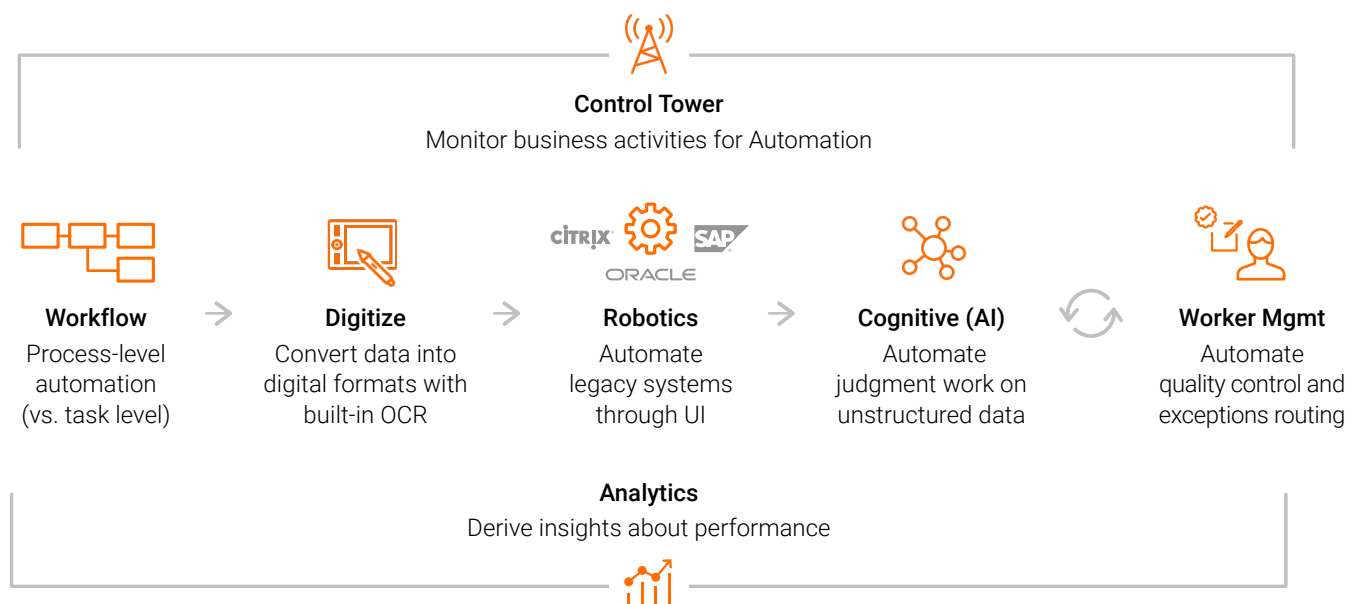 Control Tower
Monitor business activities for Automation
CİTRIX
SAP
ORACLE
Workflow
Process-level
automation
(vs. task level)
Digitize
Convert data into
digital formats with
built-in OCR
Robotics
Automate
legacy systems
through UI
Cognitive (AI)
Automate
judgment work on
unstructured data
Worker Mgmt
Automate
quality control and
exceptions routing
Analytics
Derive insights about performance